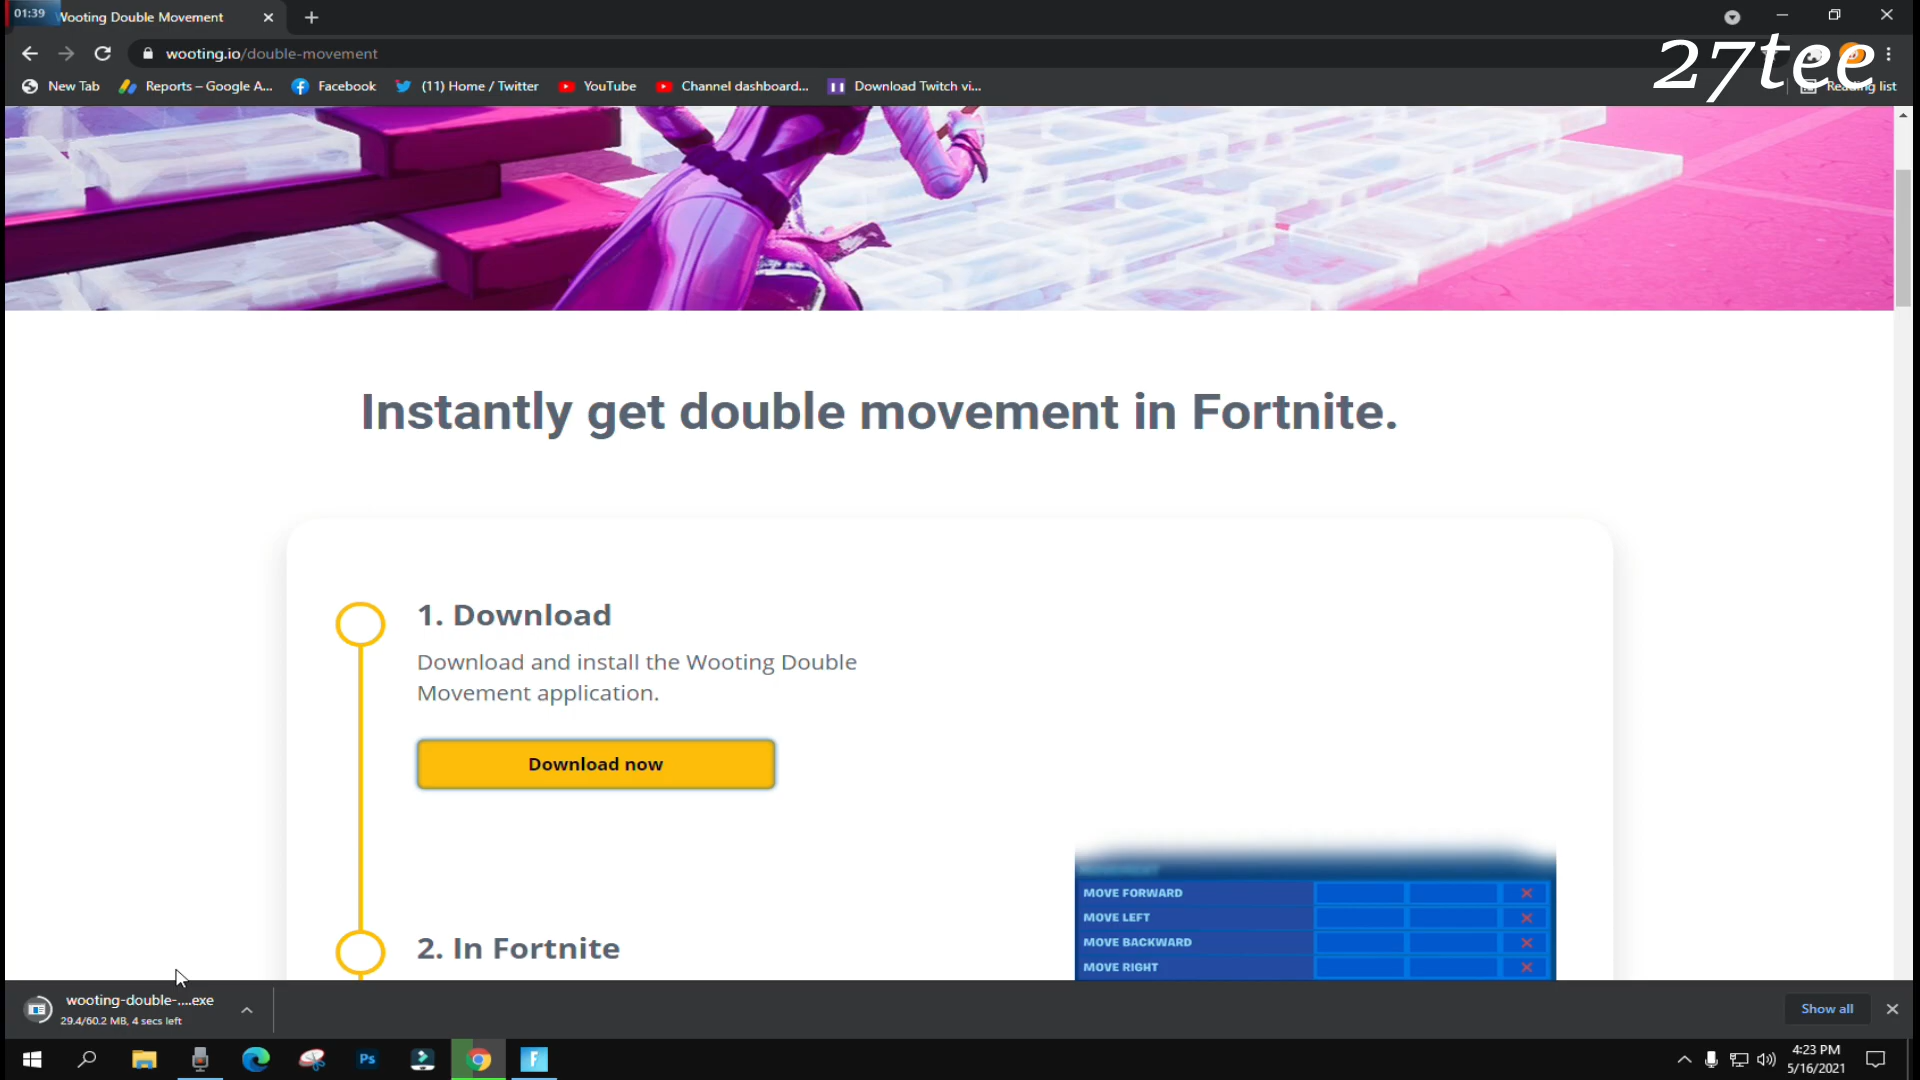 01:39
Wooting Double Movement
27tee
wooting.io/double-movement
New Tab
Reports – Google A...
Facebook
(11) Home / Twitter
YouTube
Channel dashboard...
Download Twitch vi...
Reading list
Instantly get double movement in Fortnite.
1. Download
Download and install the Wooting Double
Movement application.
Download now
MOVE FORWARD
MOVE LEFT
MOVE BACKWARD
MOVE RIGHT
2. In Fortnite
wooting-double-....exe
29.4/60.2 MB, 4 secs left
Show all
Ps
F
4:23 PM
5/16/2021